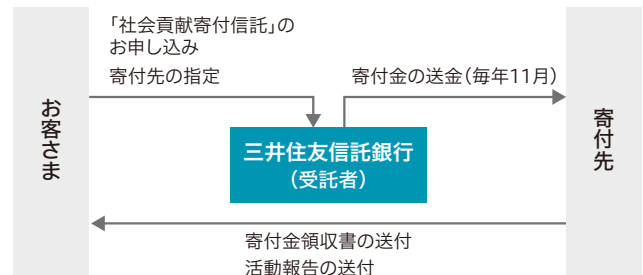 「社会貢献寄付信託」の
お申し込み
寄付先の指定
寄付金の送金（毎年11月）
お客さま
三井住友信託銀行
（受託者）
寄付先
寄付金領収書の送付
活動報告の送付